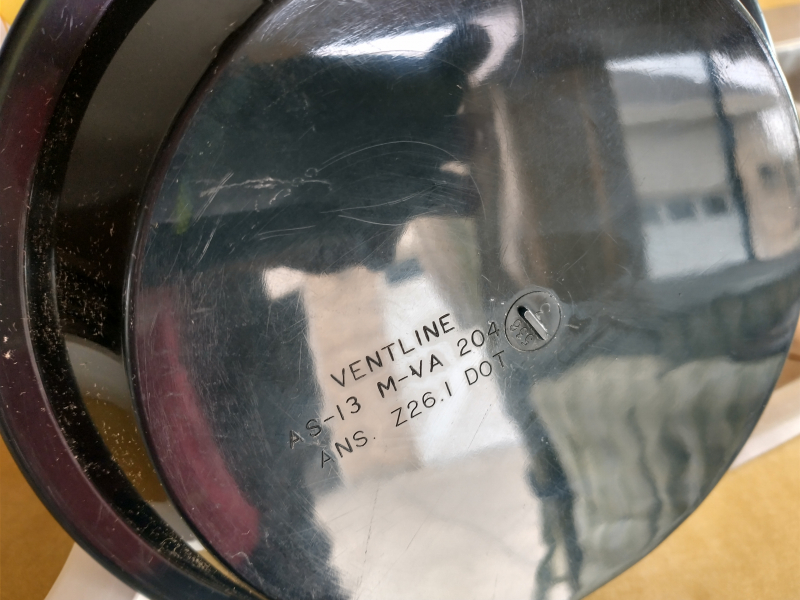 VENTLINE
AS-13 M-VA 204
ANS. Z26.1 DOT